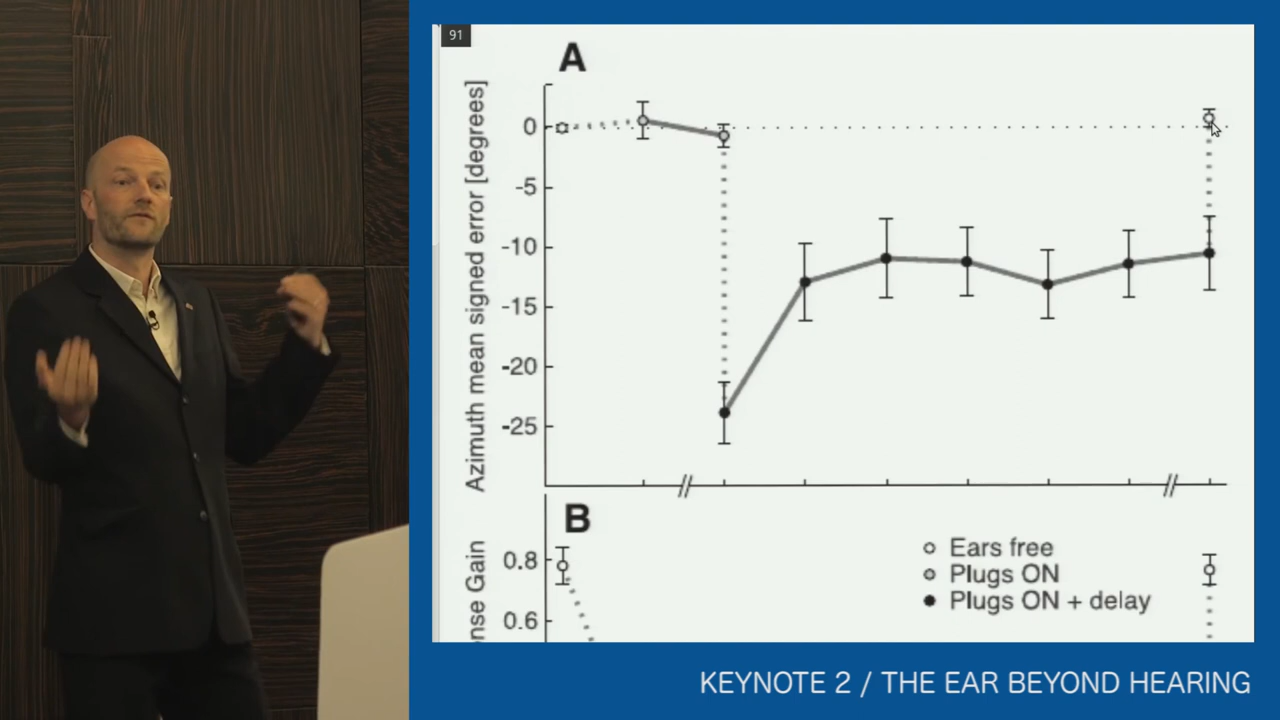 91
A
Azimuth mean signed error [degrees]
0
-5
-10
-15
-20
-25
B
nse Gain
0.8
0.6
Ears free
Plugs ON
Plugs ON + delay
KEYNOTE 2 / THE EAR BEYOND HEARING